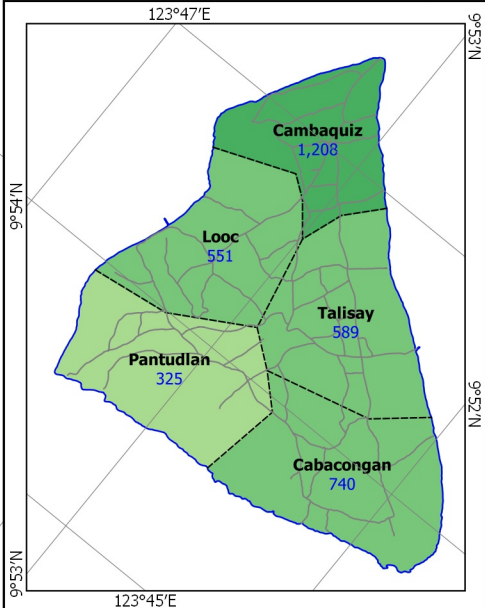 123°47'E
9°53'N
Cambaquiz
1,208
9°54'N
Looc
551
Talisay
589
Pantudlan
325
9°52'N
Cabacongan
740
9°53'N
123°45'E